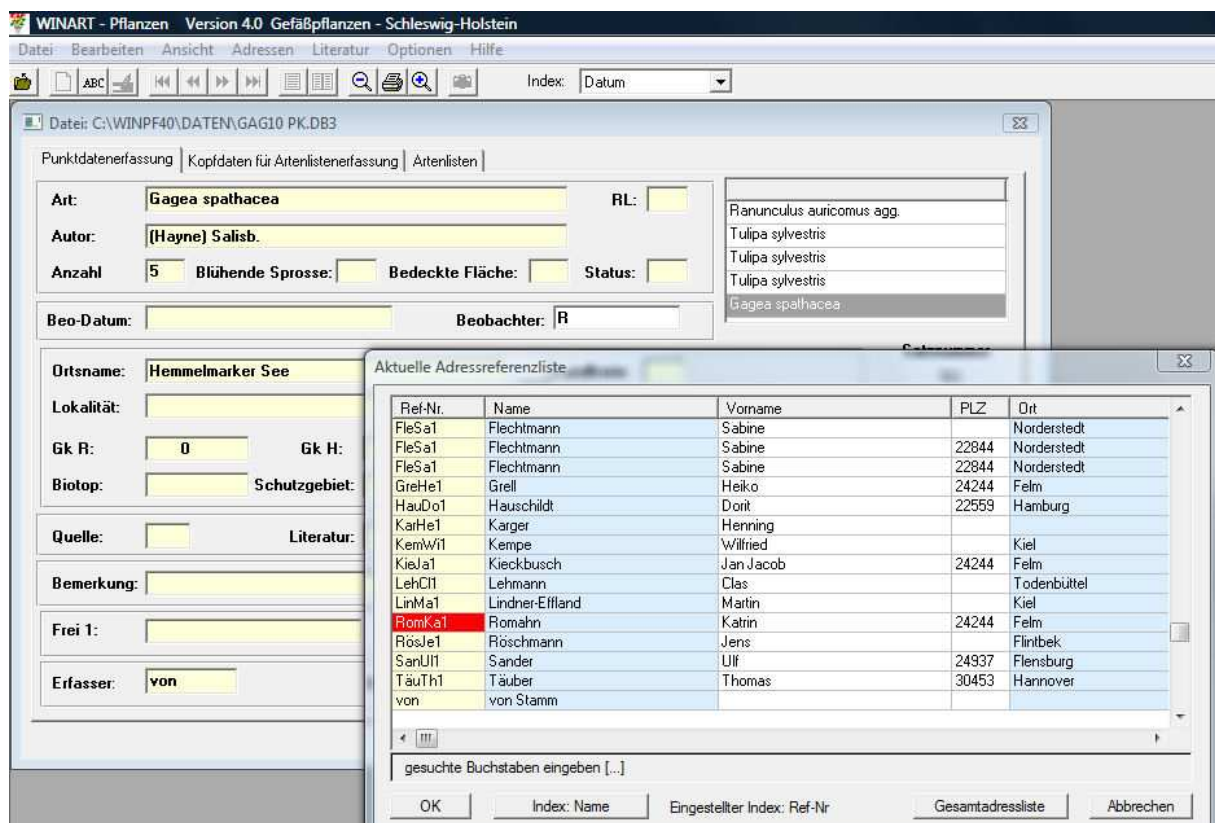 WINART - Pflanzen Version 4.0 Gefäßpflanzen - Schleswig-Holstein
Datei Bearbeiten Ansicht Adressen Literatur Optionen Hilfe
ABC Index: Datum
Datei: C:\WINPF40\DATEN\GAG10 PK.DB3
Punktdatenerfassung Kopfdaten für Artenlistenerfassung Artenlisten
Art: Gagea spathacea RL:
Autor: (Hayne) Salisb.
Anzahl 5 Blühende Sprosse: Bedeckte Fläche: Status:
Ranunculus auricomus agg.
Tulipa sylvestris
Tulipa sylvestris
Tulipa sylvestris
Gagea spathacea
Beo-Datum: Beobachter: R
Ortsname: Hemmelmarker See
Lokalität:
Gk R: 0 Gk H:
Biotop: Schutzgebiet:
Quelle: Literatur:
Bemerkung:
Frei 1:
Erfasser: von
Aktuelle Adressreferenzliste
Ref-Nr. Name Vorname PLZ Ort
FleSa1 Flechtmann Sabine Norderstedt
FleSa1 Flechtmann Sabine 22844 Norderstedt
FleSa1 Flechtmann Sabine 22844 Norderstedt
GreHe1 Grell Heiko 24244 Felm
HauDo1 Hauschildt Dorit 22559 Hamburg
KarHe1 Karger Henning
KemWi1 Kempe Wilfried Kiel
KieJa1 Kieckbusch Jan Jacob 24244 Felm
LehCl1 Lehmann Clas Todenbüttel
LinMa1 Lindner-Effland Martin Kiel
RomKa1 Romahn Katrin 24244 Felm
RösJe1 Röschmann Jens Flintbek
SanUl1 Sander Ulf 24937 Flensburg
TäuTh1 Täuber Thomas 30453 Hannover
von von Stamm
gesuchte Buchstaben eingeben [...]
OK Index: Name Eingestellter Index: Ref-Nr Gesamtadressliste Abbrechen